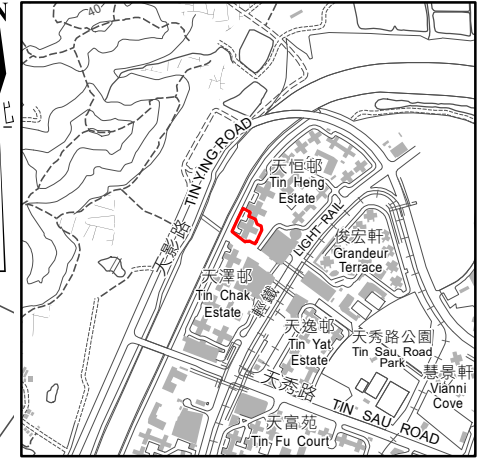 N
40
天影路 TIN YING ROAD
天恒邨
Tin Heng
Estate
輕鐵 LIGHT RAIL
俊宏軒
Grandeur
Terrace
天澤邨
Tin Chak
Estate
天逸邨
Tin Yat
Estate
天秀路公園
Tin Sau Road
Park
慧景軒
Vianni
Cove
天秀路 TIN SAU ROAD
天富苑
Tin Fu Court